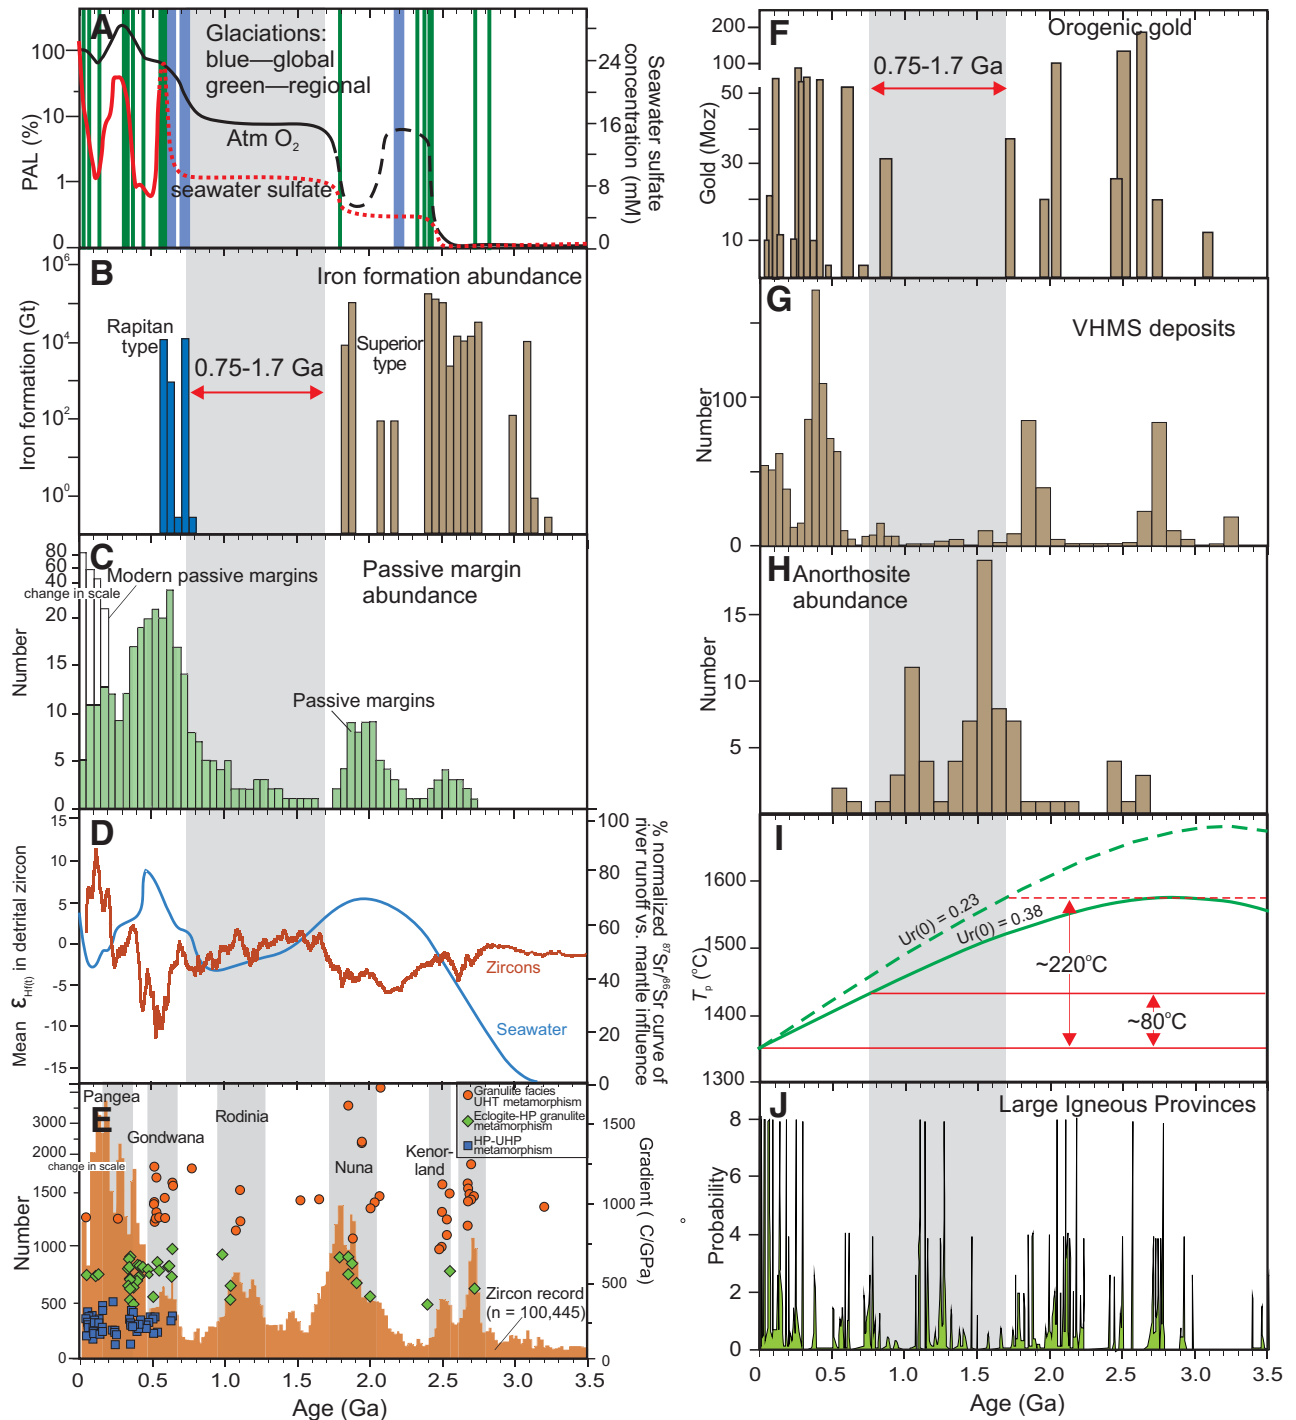 A
Glaciations:
blue—global
green—regional
Atm O2
seawater sulfate
PAL (%)
100
10
1
0
24
16
8
0
Seawater sulfate
concentration (mM)
B
Iron formation abundance
Rapitan
type
Superior
type
0.75-1.7 Ga
Iron formation (Gt)
10^6
10^4
10^2
10^0
C
Modern passive margins
change in scale
Passive margin
abundance
Passive margins
Number
80
60
40
20
15
10
5
0
D
Zircons
Seawater
Mean εHf(t) in detrital zircon
15
10
5
0
-5
-10
-15
100
80
60
40
20
0
% normalized 87Sr/86Sr curve of
river runoff vs. mantle influence
E
Pangea
Gondwana
Rodinia
Nuna
Kenor-
land
Granulite facies
UHT metamorphism
Eclogite-HP granulite
metamorphism
HP-UHP
metamorphism
change in scale
Zircon record
(n = 100,445)
Number
3000
2000
1500
1000
500
0
1500
1000
500
0
Gradient (°C/GPa)
0
0.5
1.0
1.5
2.0
2.5
3.0
3.5
Age (Ga)
F
Orogenic gold
0.75-1.7 Ga
Gold (Moz)
200
100
50
30
10
G
VHMS deposits
Number
100
0
H
Anorthosite
abundance
Number
15
10
5
I
Ur(0) = 0.23
Ur(0) = 0.38
~220°C
~80°C
Tp (°C)
1600
1500
1400
1300
J
Large Igneous Provinces
Probability
8
6
4
2
0
0
0.5
1.0
1.5
2.0
2.5
3.0
3.5
Age (Ga)